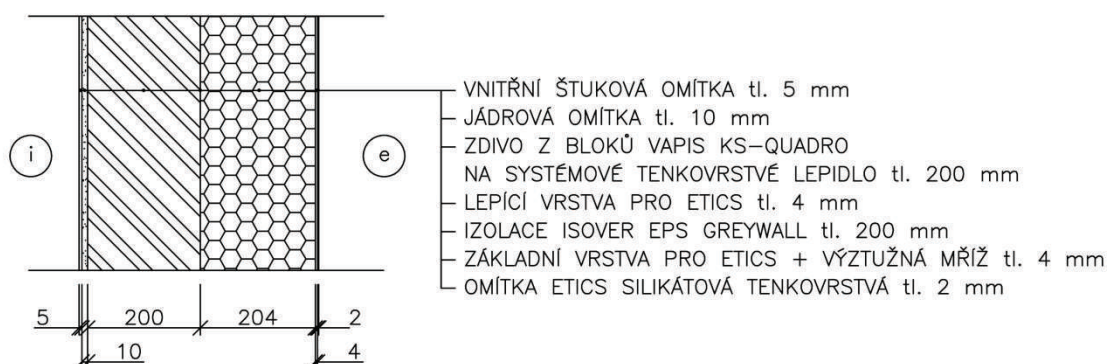 VNITŘNÍ ŠTUKOVÁ OMÍTKA tl. 5 mm
JÁDROVÁ OMÍTKA tl. 10 mm
ZDIVO Z BLOKŮ VAPIS KS-QUADRO
NA SYSTÉMOVÉ TENKOVRSTVÉ LEPIDLO tl. 200 mm
LEPÍCÍ VRSTVA PRO ETICS tl. 4 mm
IZOLACE ISOVER EPS GREYWALL tl. 200 mm
ZÁKLADNÍ VRSTVA PRO ETICS + VÝZTUŽNÁ MŘÍŽ tl. 4 mm
OMÍTKA ETICS SILIKÁTOVÁ TENKOVRSTVÁ tl. 2 mm
i
e
5 200 204 2
10 4